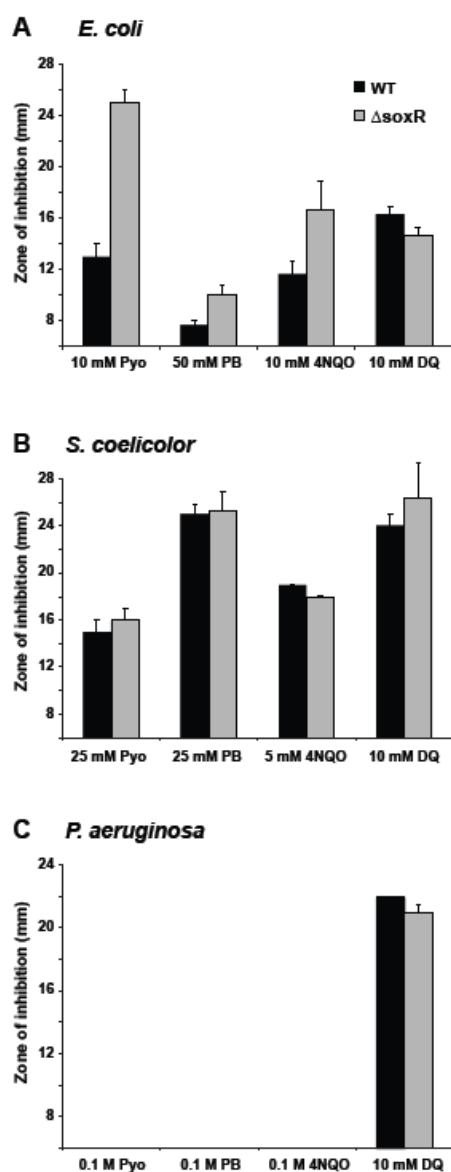 A E. coli
28
24
20
16
12
8
Zone of inhibition (mm)
WT
ΔsoxR
10 mM Pyo 50 mM PB 10 mM 4NQO 10 mM DQ
B S. coelicolor
28
24
20
16
12
8
Zone of inhibition (mm)
25 mM Pyo 25 mM PB 5 mM 4NQO 10 mM DQ
C P. aeruginosa
24
20
16
12
8
Zone of inhibition (mm)
0.1 M Pyo 0.1 M PB 0.1 M 4NQO 10 mM DQ